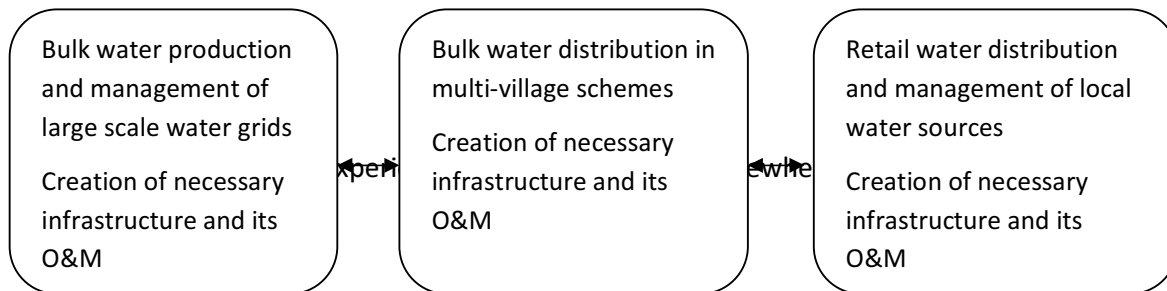 Bulk water production
and management of
large scale water grids
Creation of necessary
infrastructure and its
O&M
Bulk water distribution in
multi-village schemes
Creation of necessary
infrastructure and its
O&M
Retail water distribution
and management of local
water sources
Creation of necessary
infrastructure and its
O&M